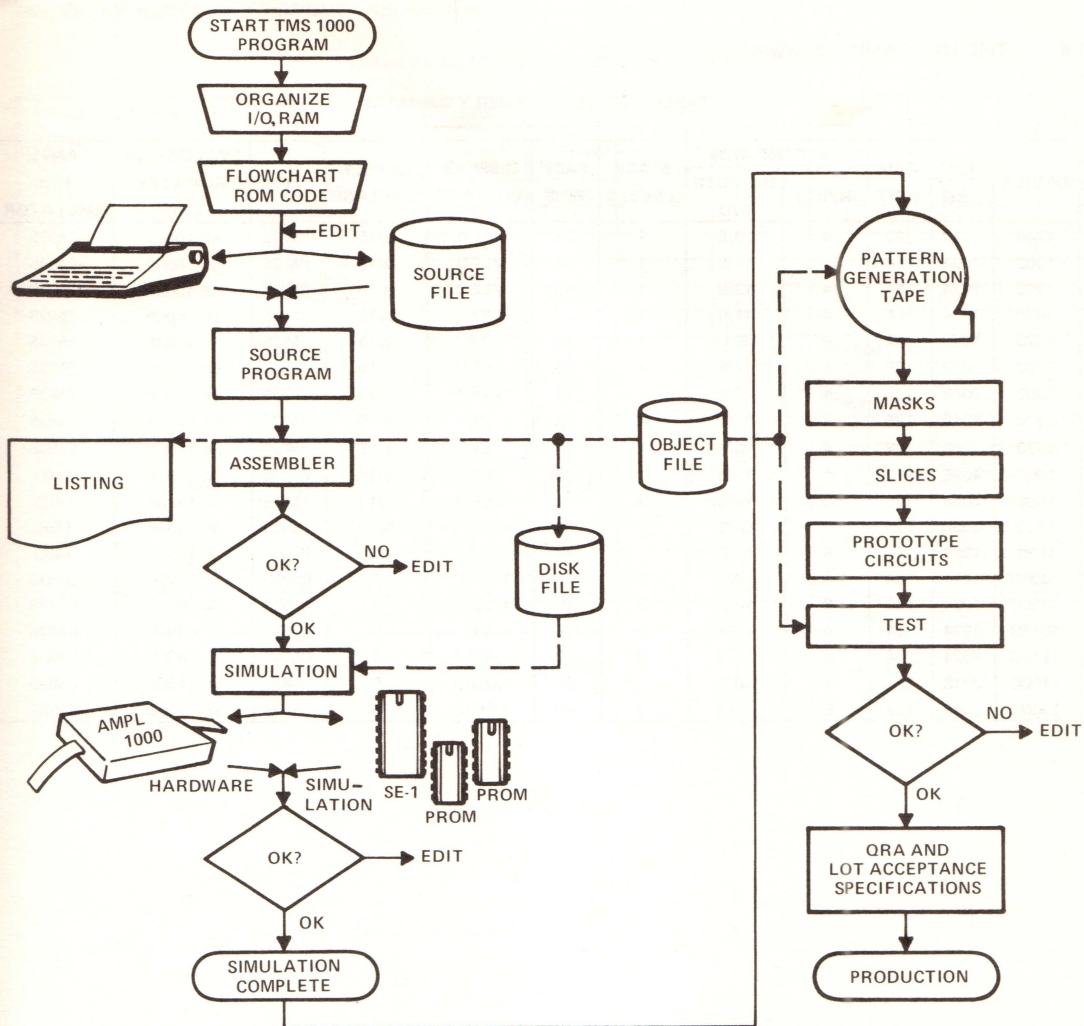 START TMS 1000
PROGRAM
ORGANIZE
I/O, RAM
FLOWCHART
ROM CODE
EDIT
SOURCE
FILE
SOURCE
PROGRAM
LISTING
ASSEMBLER
OBJECT
FILE
OK?
NO
EDIT
DISK
FILE
OK
SIMULATION
AMPL
1000
HARDWARE
SIMU-
LATION
SE-1
PROM
PROM
OK?
EDIT
OK
SIMULATION
COMPLETE
PATTERN
GENERATION
TAPE
MASKS
SLICES
PROTOTYPE
CIRCUITS
TEST
OK?
NO
EDIT
OK
QRA AND
LOT ACCEPTANCE
SPECIFICATIONS
PRODUCTION